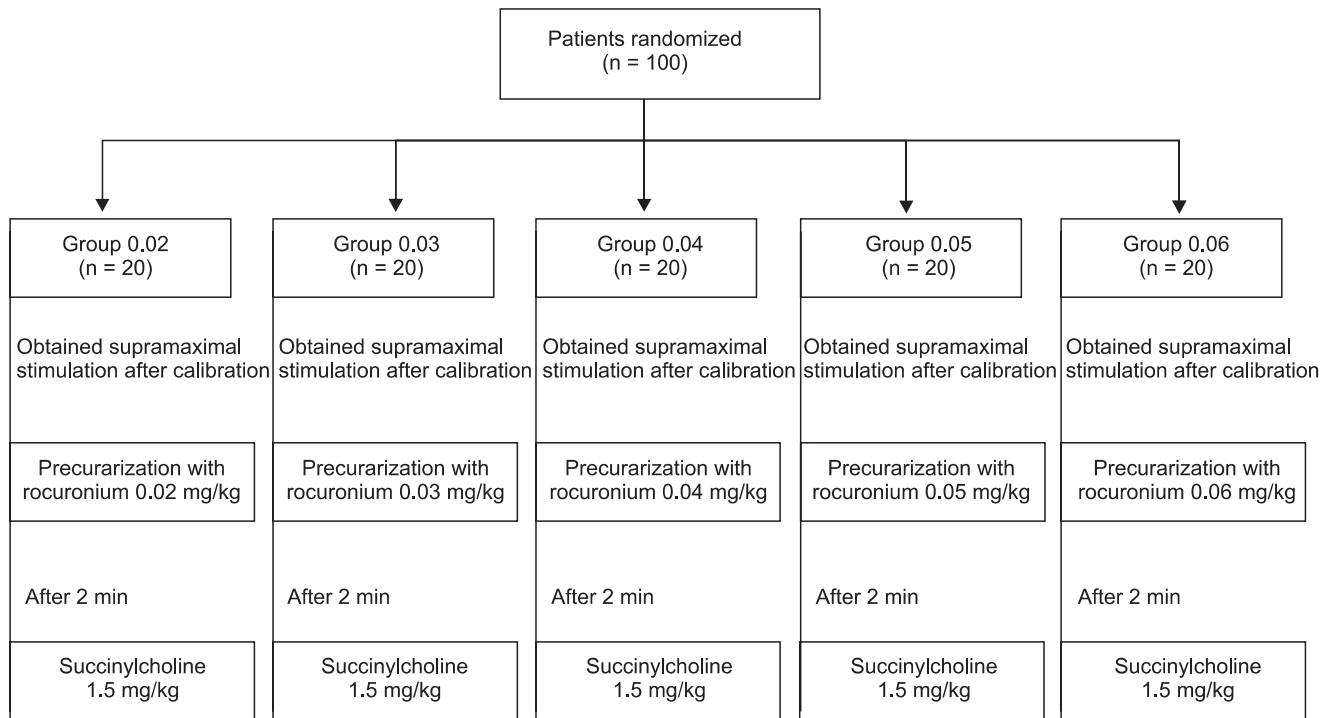 Patients randomized
(n = 100)
Group 0.02
(n = 20)
Group 0.03
(n = 20)
Group 0.04
(n = 20)
Group 0.05
(n = 20)
Group 0.06
(n = 20)
Obtained supramaximal
stimulation after calibration
Obtained supramaximal
stimulation after calibration
Obtained supramaximal
stimulation after calibration
Obtained supramaximal
stimulation after calibration
Obtained supramaximal
stimulation after calibration
Precurarization with
rocuronium 0.02 mg/kg
Precurarization with
rocuronium 0.03 mg/kg
Precurarization with
rocuronium 0.04 mg/kg
Precurarization with
rocuronium 0.05 mg/kg
Precurarization with
rocuronium 0.06 mg/kg
After 2 min
After 2 min
After 2 min
After 2 min
After 2 min
Succinylcholine
1.5 mg/kg
Succinylcholine
1.5 mg/kg
Succinylcholine
1.5 mg/kg
Succinylcholine
1.5 mg/kg
Succinylcholine
1.5 mg/kg